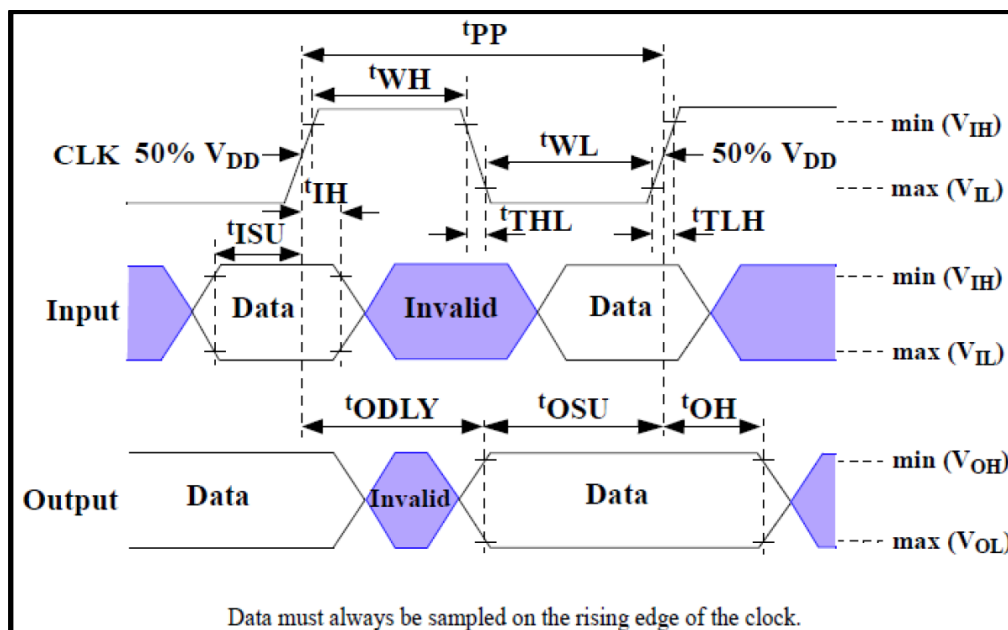 tPP
tWH
min (VIH)
CLK 50% VDD
tWL
50% VDD
max (VIL)
tIH
tISU
tTHL
tTLH
min (VIH)
Input
Data
Invalid
Data
max (VIL)
tODLY
tOSU
tOH
min (VOH)
Output
Data
Invalid
Data
max (VOL)
Data must always be sampled on the rising edge of the clock.